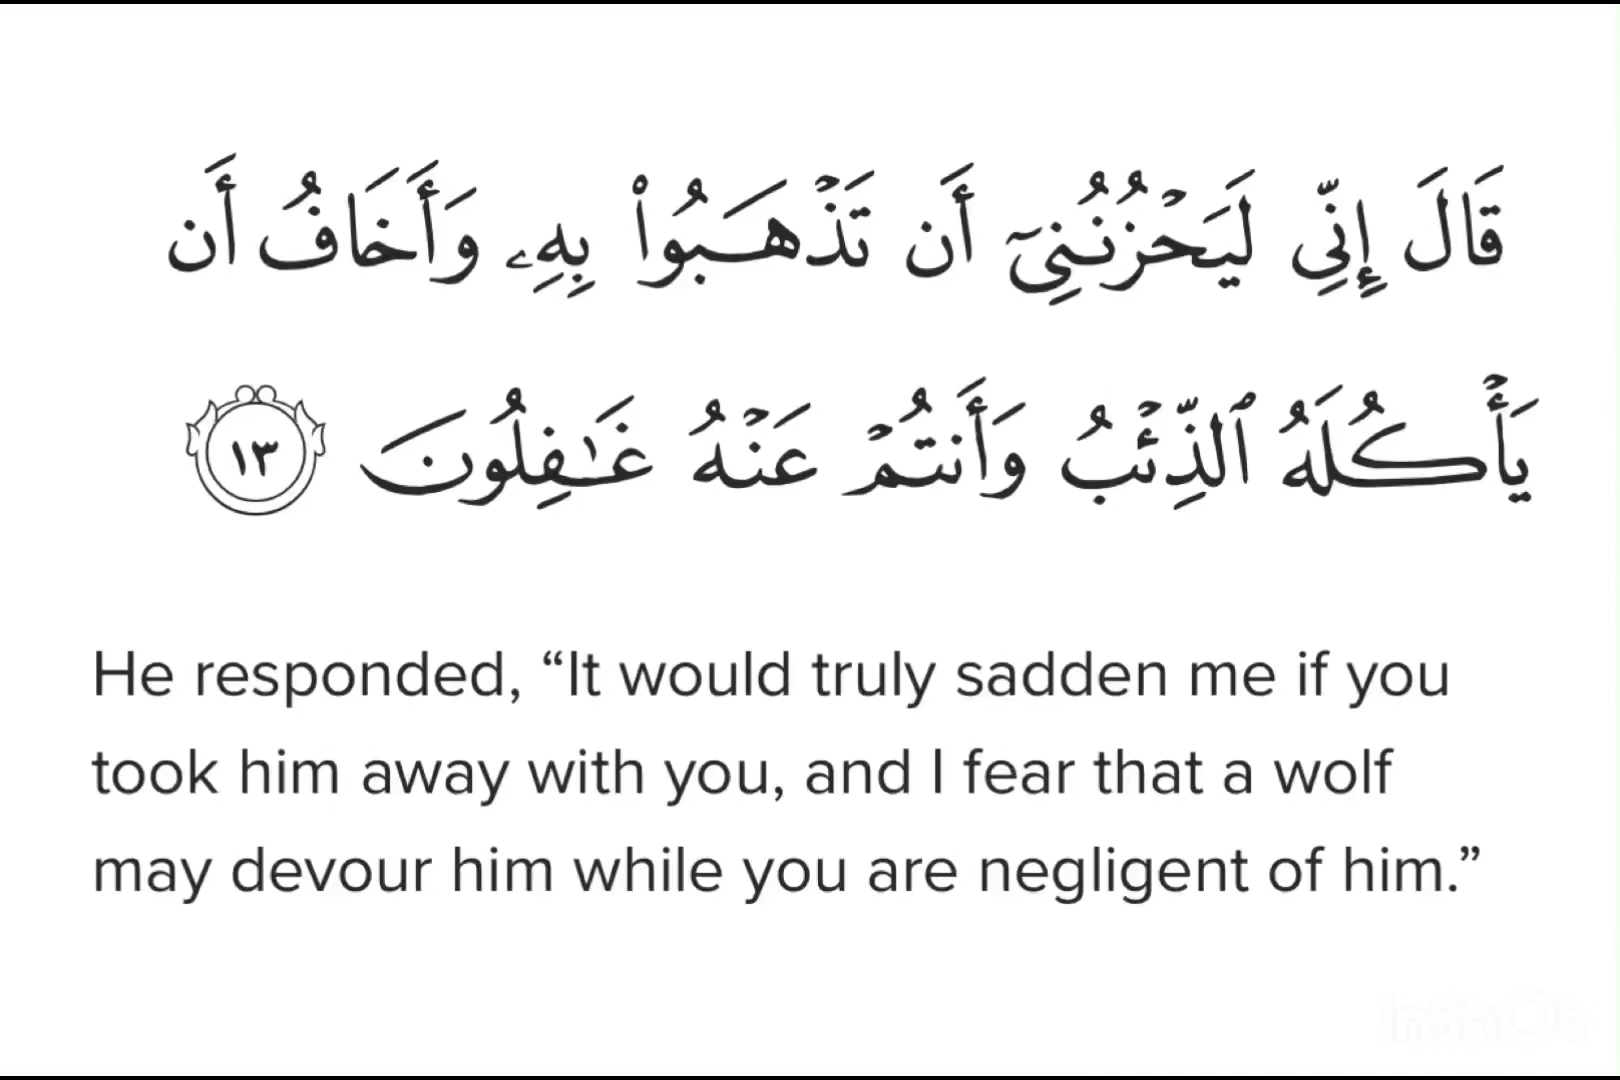 قَالَ إِنِّي لَيَحْزُنُنِيٓ أَن تَذْهَبُوا۟ بِهِۦ وَأَخَافُ أَن
يَأْكُلَهُ ٱلذِّئْبُ وَأَنتُمْ عَنْهُ غَـٰفِلُونَ ١٣
He responded, “It would truly sadden me if you
took him away with you, and I fear that a wolf
may devour him while you are negligent of him.”
InShOt